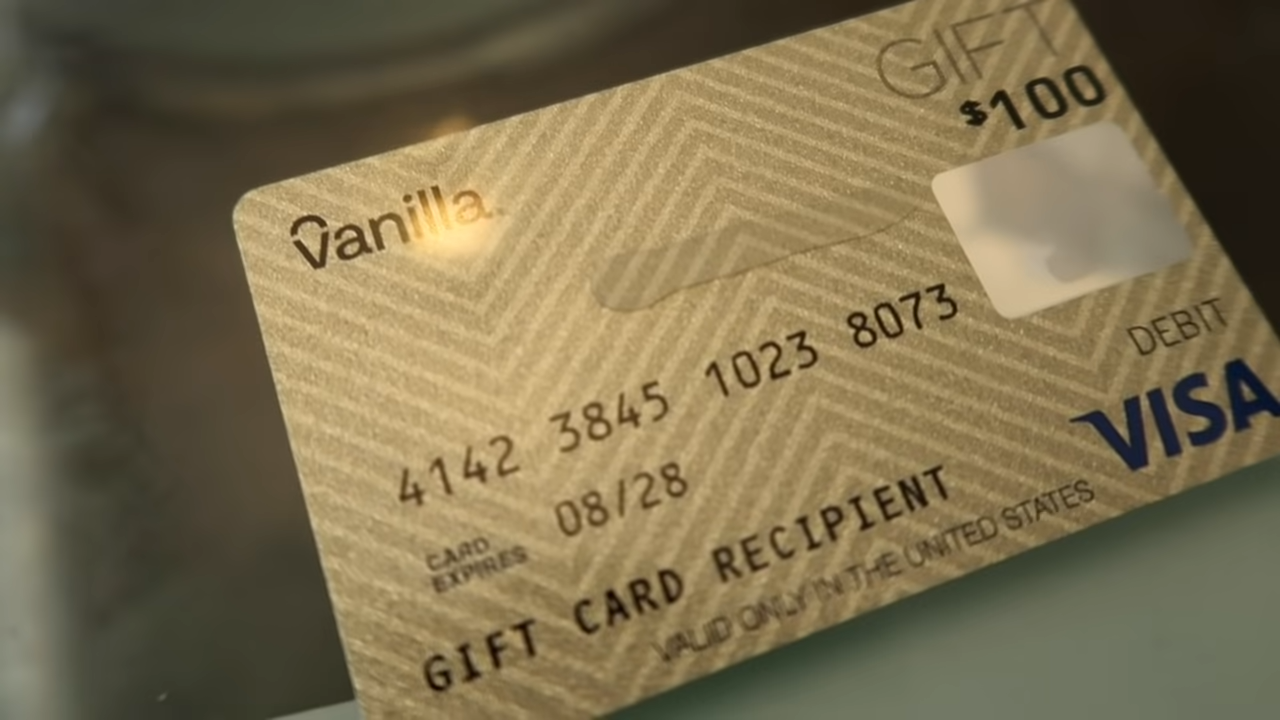 GIFT
$100
Vanilla.
4142 3845 1023 8073
DEBIT
VISA
08/28
CARD
EXPIRES
GIFT CARD RECIPIENT
VALID ONLY IN THE UNITED STATES